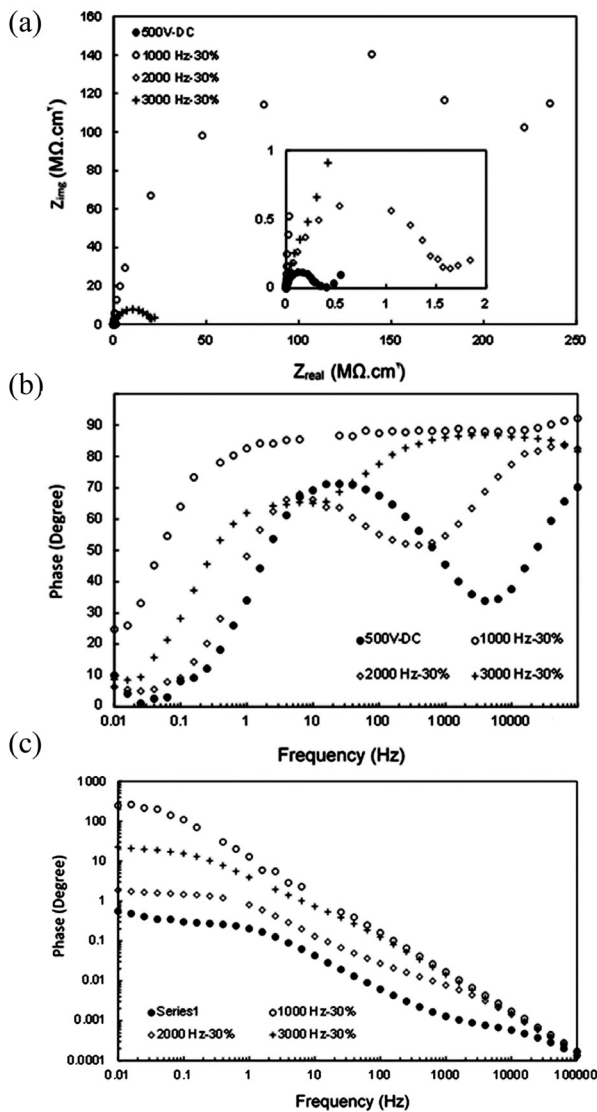 (a)
500V-DC
1000 Hz-30%
2000 Hz-30%
3000 Hz-30%
160
140
120
100
80
60
40
20
0
Zimg (MΩ.cm²)
1
0.5
0
0 0.5 1 1.5 2
0 50 100 150 200 250
Zreal (MΩ.cm²)
(b)
90
80
70
60
50
40
30
20
10
0
Phase (Degree)
500V-DC 1000 Hz-30%
2000 Hz-30% 3000 Hz-30%
0.01 0.1 1 10 100 1000 10000
Frequency (Hz)
(c)
1000
100
10
1
0.1
0.01
0.001
0.0001
Phase (Degree)
Series1 1000 Hz-30%
2000 Hz-30% 3000 Hz-30%
0.01 0.1 1 10 100 1000 10000 100000
Frequency (Hz)